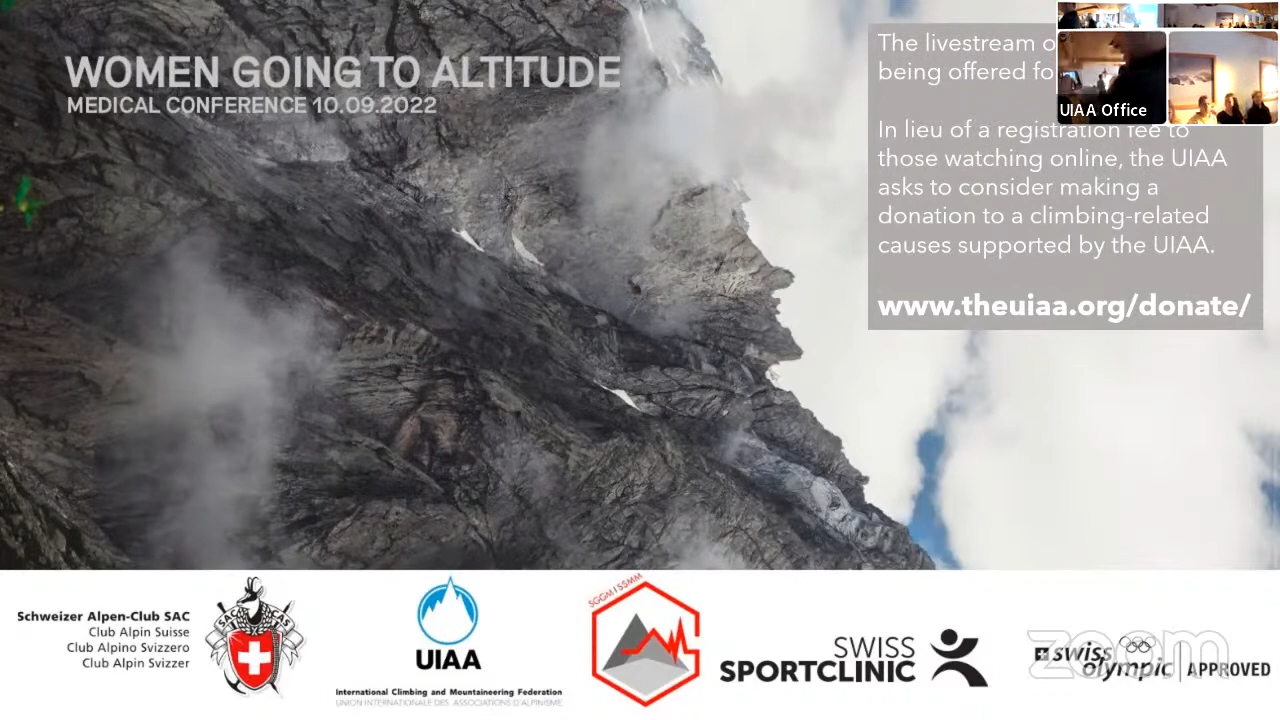 WOMEN GOING TO ALTITUDE
MEDICAL CONFERENCE 10.09.2022
The livestream o
being offered fo
UIAA Office
In lieu of a registration fee to
those watching online, the UIAA
asks to consider making a
donation to a climbing-related
causes supported by the UIAA.
www.theuiaa.org/donate/
Schweizer Alpen-Club SAC
Club Alpin Suisse
Club Alpino Svizzero
Club Alpin Svizzer
SAC CAS
UIAA
International Climbing and Mountaineering Federation
UNION INTERNATIONALE DES ASSOCIATIONS D'ALPINISME
SGGM | SSMM
SWISS
SPORTCLINIC
swiss
olympic
APPROVED
zoom